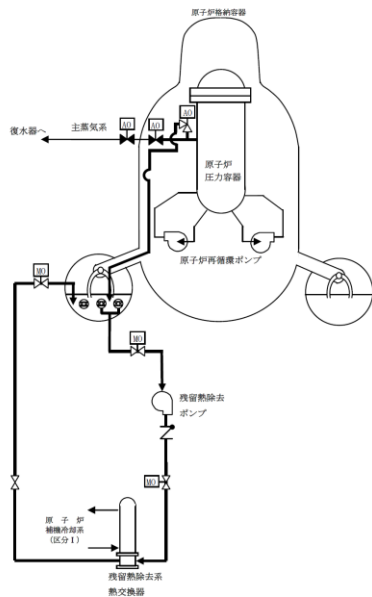 原子炉格納容器
AO
主蒸気系
AO
AO
復水器へ
原子炉
圧力容器
原子炉再循環ポンプ
MO
MO
残留熱除去
ポンプ
MO
原 子 炉
補機冷却系
(区分Ⅰ)
残留熱除去系
熱交換器